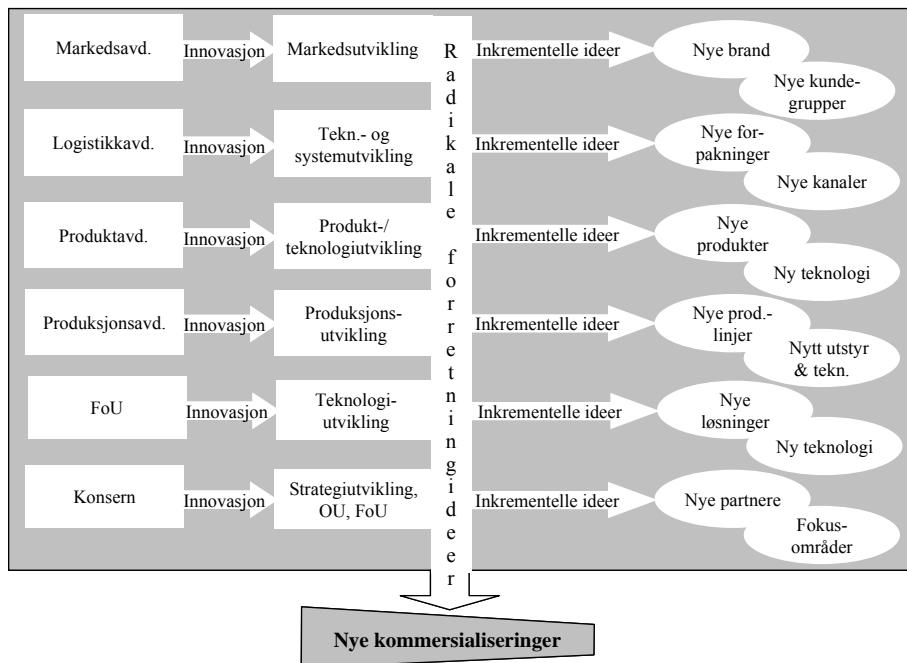 Markedsavd.
Innovasjon
Markedsutvikling
Inkrementelle ideer
Nye brand
Nye kunde-
grupper
Logistikkavd.
Innovasjon
Tekn.- og
systemutvikling
Inkrementelle ideer
Nye for-
pakninger
Nye kanaler
Produktavd.
Innovasjon
Produkt-/
teknologiutvikling
Inkrementelle ideer
Nye
produkter
Ny teknologi
Produksjonsavd.
Innovasjon
Produksjons-
utvikling
Inkrementelle ideer
Nye prod.-
linjer
Nytt utstyr
& tekn.
FoU
Innovasjon
Teknologi-
utvikling
Inkrementelle ideer
Nye
løsninger
Ny teknologi
Konsern
Innovasjon
Strategiutvikling,
OU, FoU
Inkrementelle ideer
Nye partnere
Fokus-
områder
Radikale forretningideer
Nye kommersialiseringer